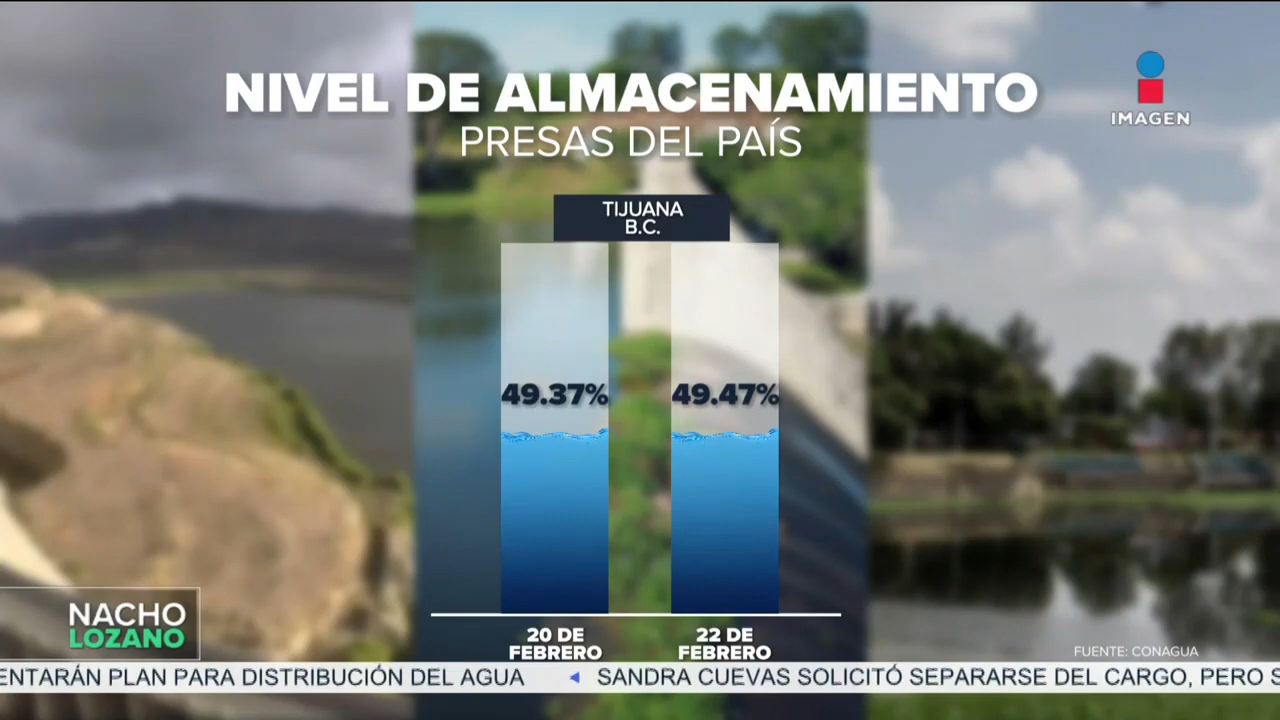 NIVEL DE ALMACENAMIENTO
PRESAS DEL PAÍS
IMAGEN
TIJUANA
B.C.
49.37%
49.47%
20 DE
FEBRERO
22 DE
FEBRERO
NACHO
LOZANO
FUENTE: CONAGUA
ENTARÁN PLAN PARA DISTRIBUCIÓN DEL AGUA
SANDRA CUEVAS SOLICITÓ SEPARARSE DEL CARGO, PERO S